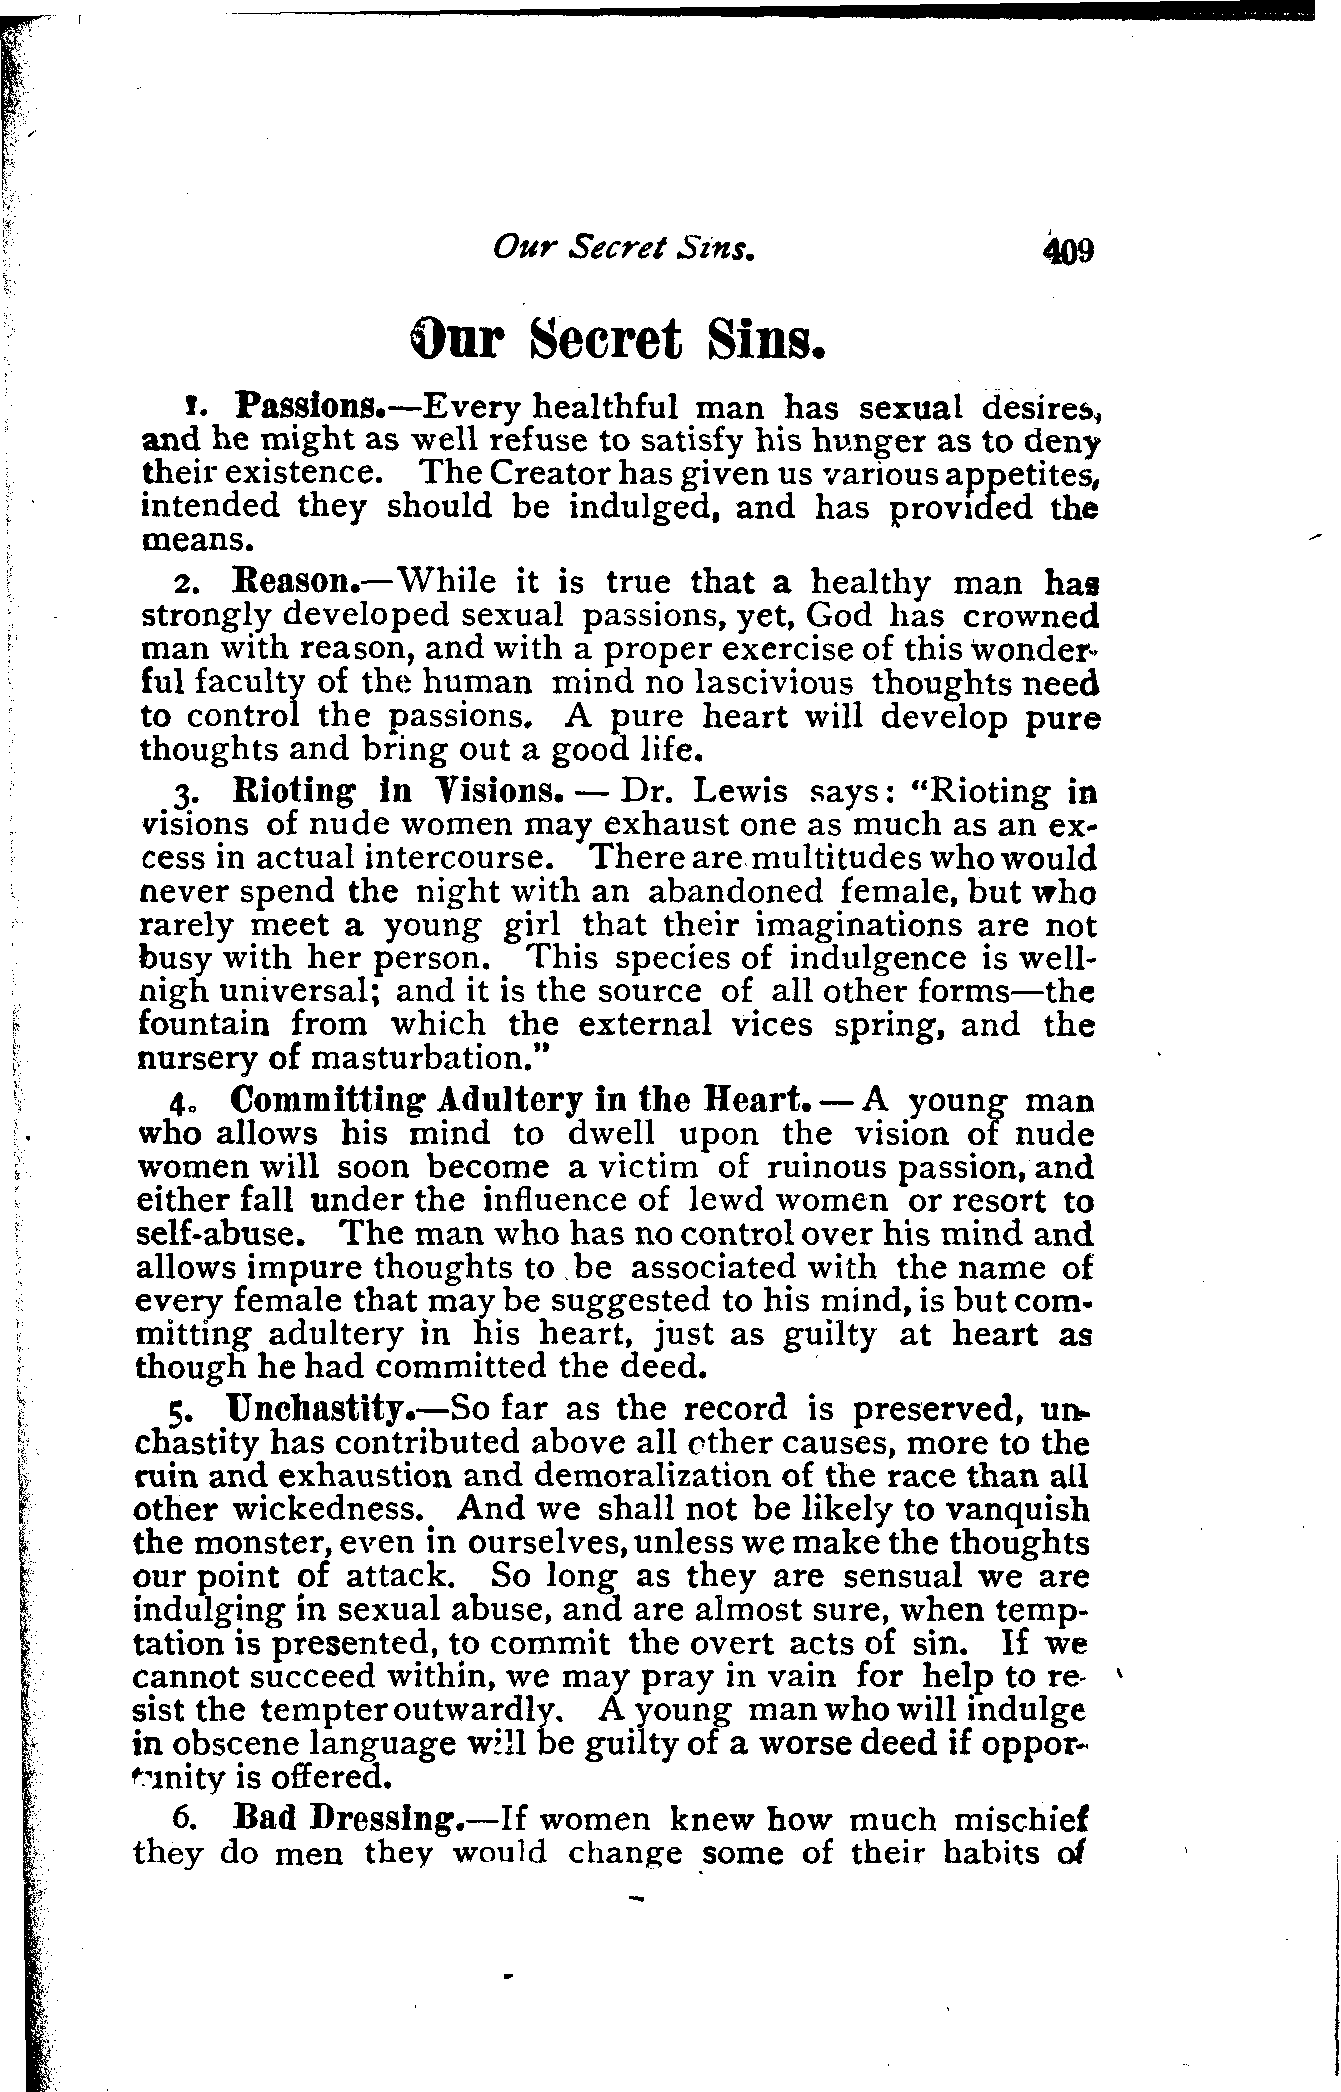 Our Secret Sins. 409
Our Secret Sins.
1. Passions.—Every healthful man has sexual desires,
and he might as well refuse to satisfy his hunger as to deny
their existence. The Creator has given us various appetites,
intended they should be indulged, and has provided the
means.
2. Reason.—While it is true that a healthy man has
strongly developed sexual passions, yet, God has crowned
man with reason, and with a proper exercise of this wonder-
ful faculty of the human mind no lascivious thoughts need
to control the passions. A pure heart will develop pure
thoughts and bring out a good life.
3. Rioting in Visions. — Dr. Lewis says: "Rioting in
visions of nude women may exhaust one as much as an ex-
cess in actual intercourse. There are multitudes who would
never spend the night with an abandoned female, but who
rarely meet a young girl that their imaginations are not
busy with her person. This species of indulgence is well-
nigh universal; and it is the source of all other forms—the
fountain from which the external vices spring, and the
nursery of masturbation."
4. Committing Adultery in the Heart. — A young man
who allows his mind to dwell upon the vision of nude
women will soon become a victim of ruinous passion, and
either fall under the influence of lewd women or resort to
self-abuse. The man who has no control over his mind and
allows impure thoughts to be associated with the name of
every female that may be suggested to his mind, is but com-
mitting adultery in his heart, just as guilty at heart as
though he had committed the deed.
5. Unchastity.—So far as the record is preserved, un-
chastity has contributed above all other causes, more to the
ruin and exhaustion and demoralization of the race than all
other wickedness. And we shall not be likely to vanquish
the monster, even in ourselves, unless we make the thoughts
our point of attack. So long as they are sensual we are
indulging in sexual abuse, and are almost sure, when temp-
tation is presented, to commit the overt acts of sin. If we
cannot succeed within, we may pray in vain for help to re-
sist the tempter outwardly. A young man who will indulge
in obscene language will be guilty of a worse deed if oppor-
tunity is offered.
6. Bad Dressing.—If women knew how much mischief
they do men they would change some of their habits of